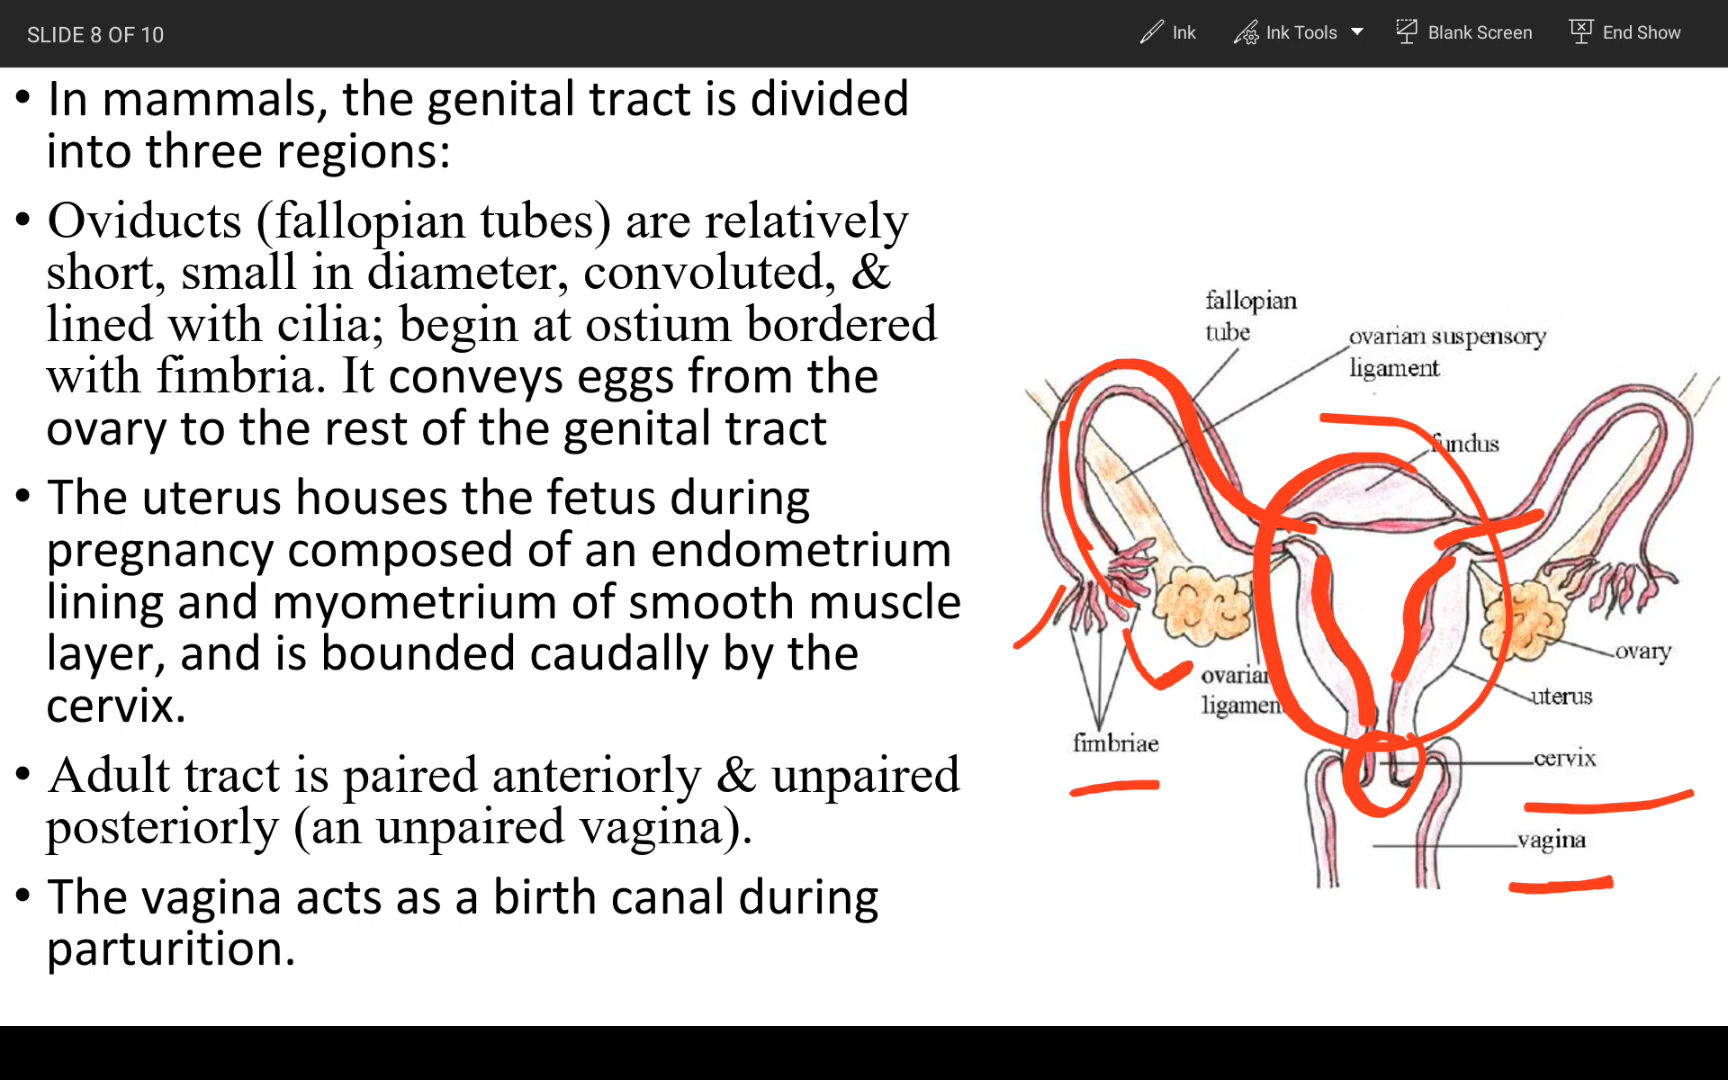 SLIDE 8 OF 10
Ink
Ink Tools
Blank Screen
End Show
• In mammals, the genital tract is divided
into three regions:
• Oviducts (fallopian tubes) are relatively
short, small in diameter, convoluted, &
lined with cilia; begin at ostium bordered
with fimbria. It conveys eggs from the
ovary to the rest of the genital tract
• The uterus houses the fetus during
pregnancy composed of an endometrium
lining and myometrium of smooth muscle
layer, and is bounded caudally by the
cervix.
• Adult tract is paired anteriorly & unpaired
posteriorly (an unpaired vagina).
• The vagina acts as a birth canal during
parturition.
fallopian
tube
ovarian suspensory
ligament
fundus
ovary
ovarian
ligament
uterus
fimbriae
cervix
vagina